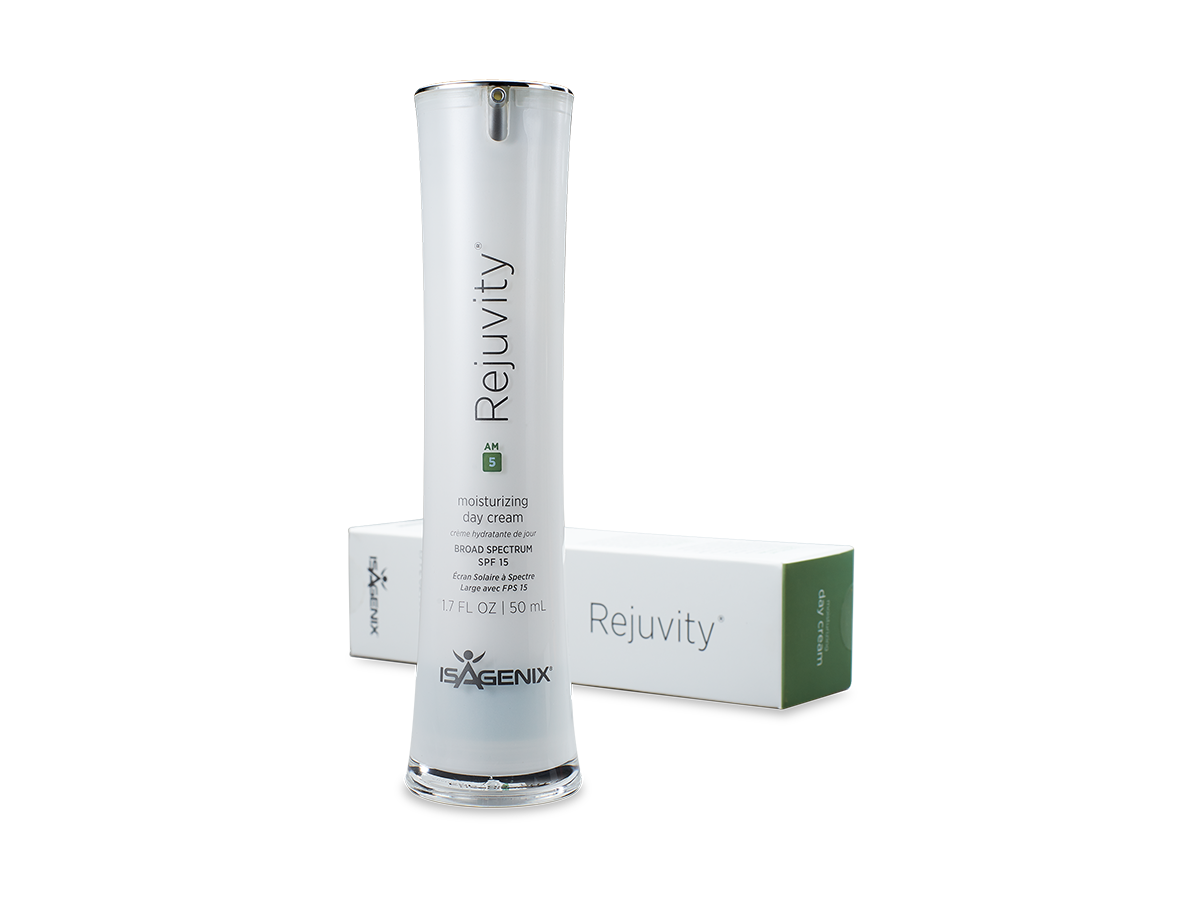 Rejuvity®
AM
5
moisturizing
day cream
crème hydratante de jour
BROAD SPECTRUM
SPF 15
Écran Solaire à Spectre
Large avec FPS 15
1.7 FL OZ | 50 mL
ISAGENIX®
ISAGENIX
Rejuvity®
moisturizing
day cream